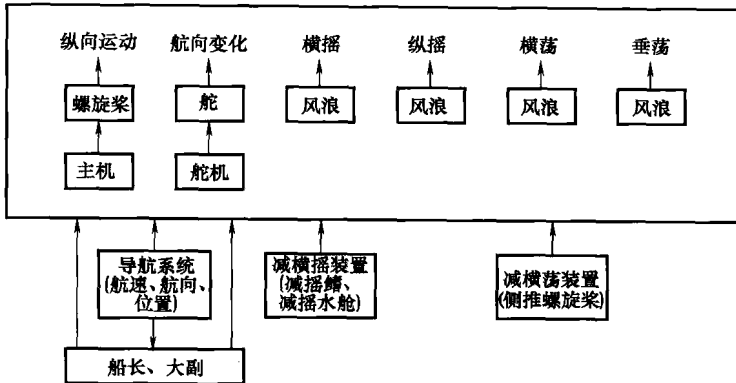 纵向运动 航向变化 横摇 纵摇 横荡 垂荡
螺旋桨 舵 风浪 风浪 风浪 风浪
主机 舵机
导航系统
(航速、航向、
位置)
减横摇装置
(减摇鳍、
减摇水舱)
减横荡装置
(侧推螺旋桨)
船长、大副